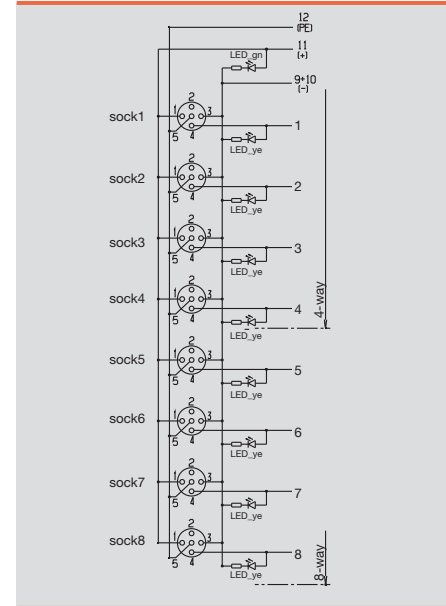 12
(PE)
11
(+)
LED_gn
9+10
(-)
2
sock1 1 3
5 4 1
LED_ye
2
sock2 1 3
5 4 2
LED_ye
2
sock3 1 3
5 4 3
LED_ye
2
sock4 1 3
5 4 4
LED_ye
4-way
2
sock5 1 3
5 4 5
LED_ye
2
sock6 1 3
5 4 6
LED_ye
2
sock7 1 3
5 4 7
LED_ye
2
sock8 1 3
5 4 8
LED_ye
8-way